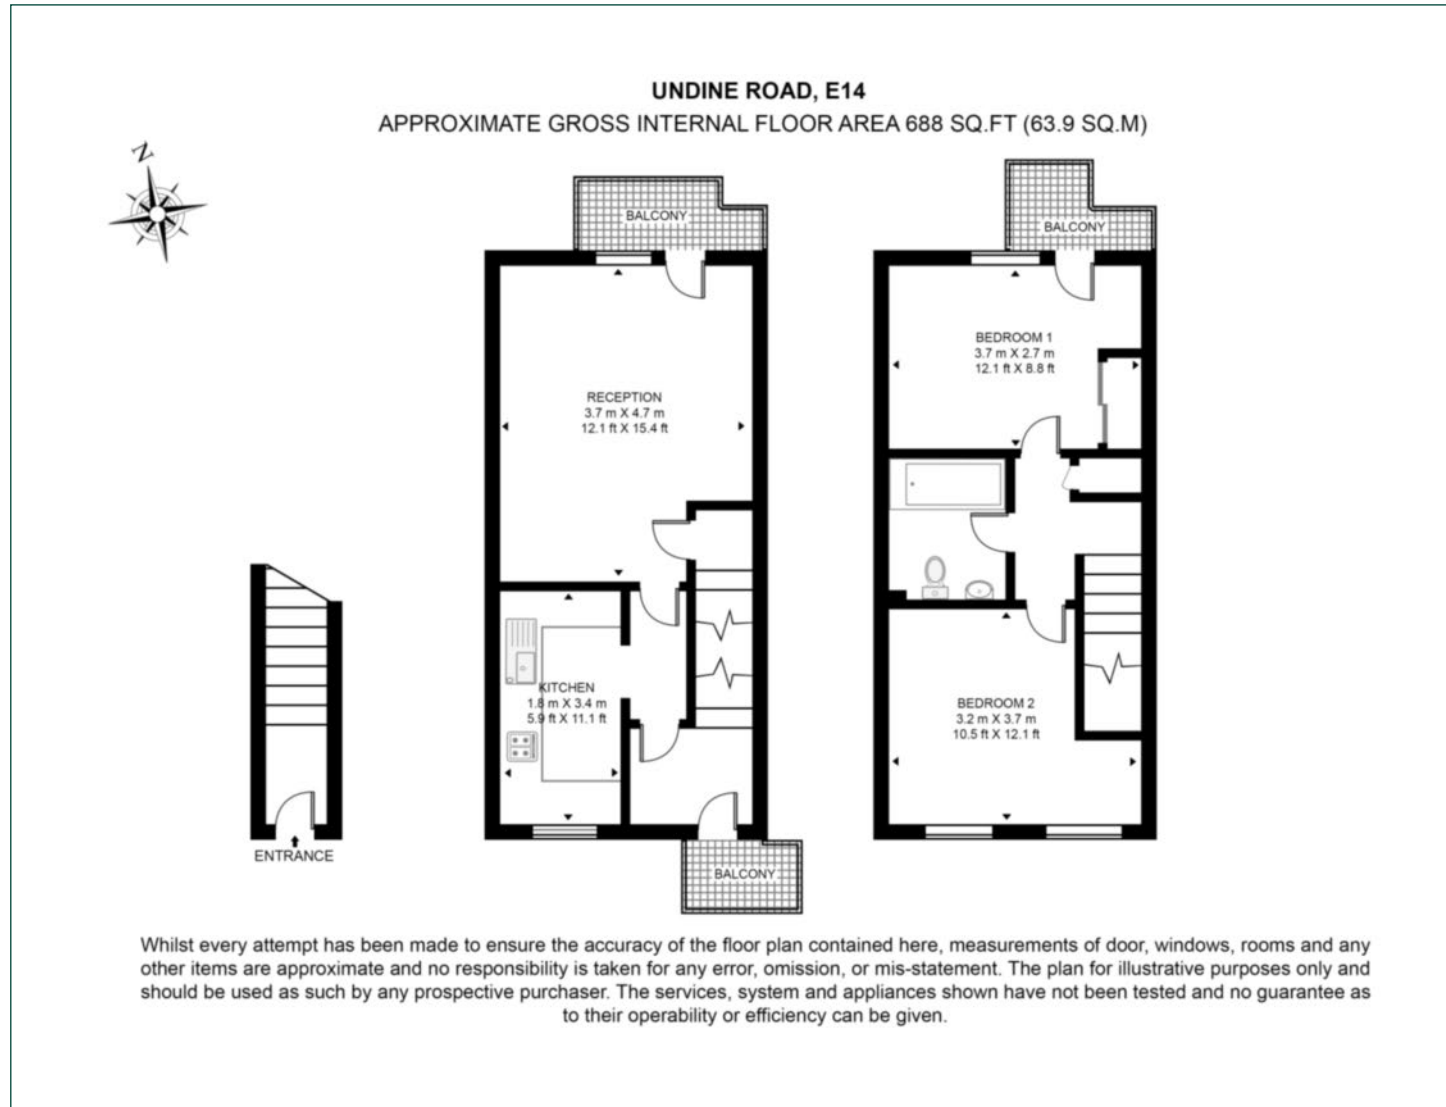 UNDINE ROAD, E14
APPROXIMATE GROSS INTERNAL FLOOR AREA 688 SQ.FT (63.9 SQ.M)
N
BALCONY
BALCONY
BEDROOM 1
3.7 m X 2.7 m
12.1 ft X 8.8 ft
RECEPTION
3.7 m X 4.7 m
12.1 ft X 15.4 ft
KITCHEN
1.8 m X 3.4 m
5.9 ft X 11.1 ft
BEDROOM 2
3.2 m X 3.7 m
10.5 ft X 12.1 ft
ENTRANCE
BALCONY
Whilst every attempt has been made to ensure the accuracy of the floor plan contained here, measurements of door, windows, rooms and any
other items are approximate and no responsibility is taken for any error, omission, or mis-statement. The plan for illustrative purposes only and
should be used as such by any prospective purchaser. The services, system and appliances shown have not been tested and no guarantee as
to their operability or efficiency can be given.